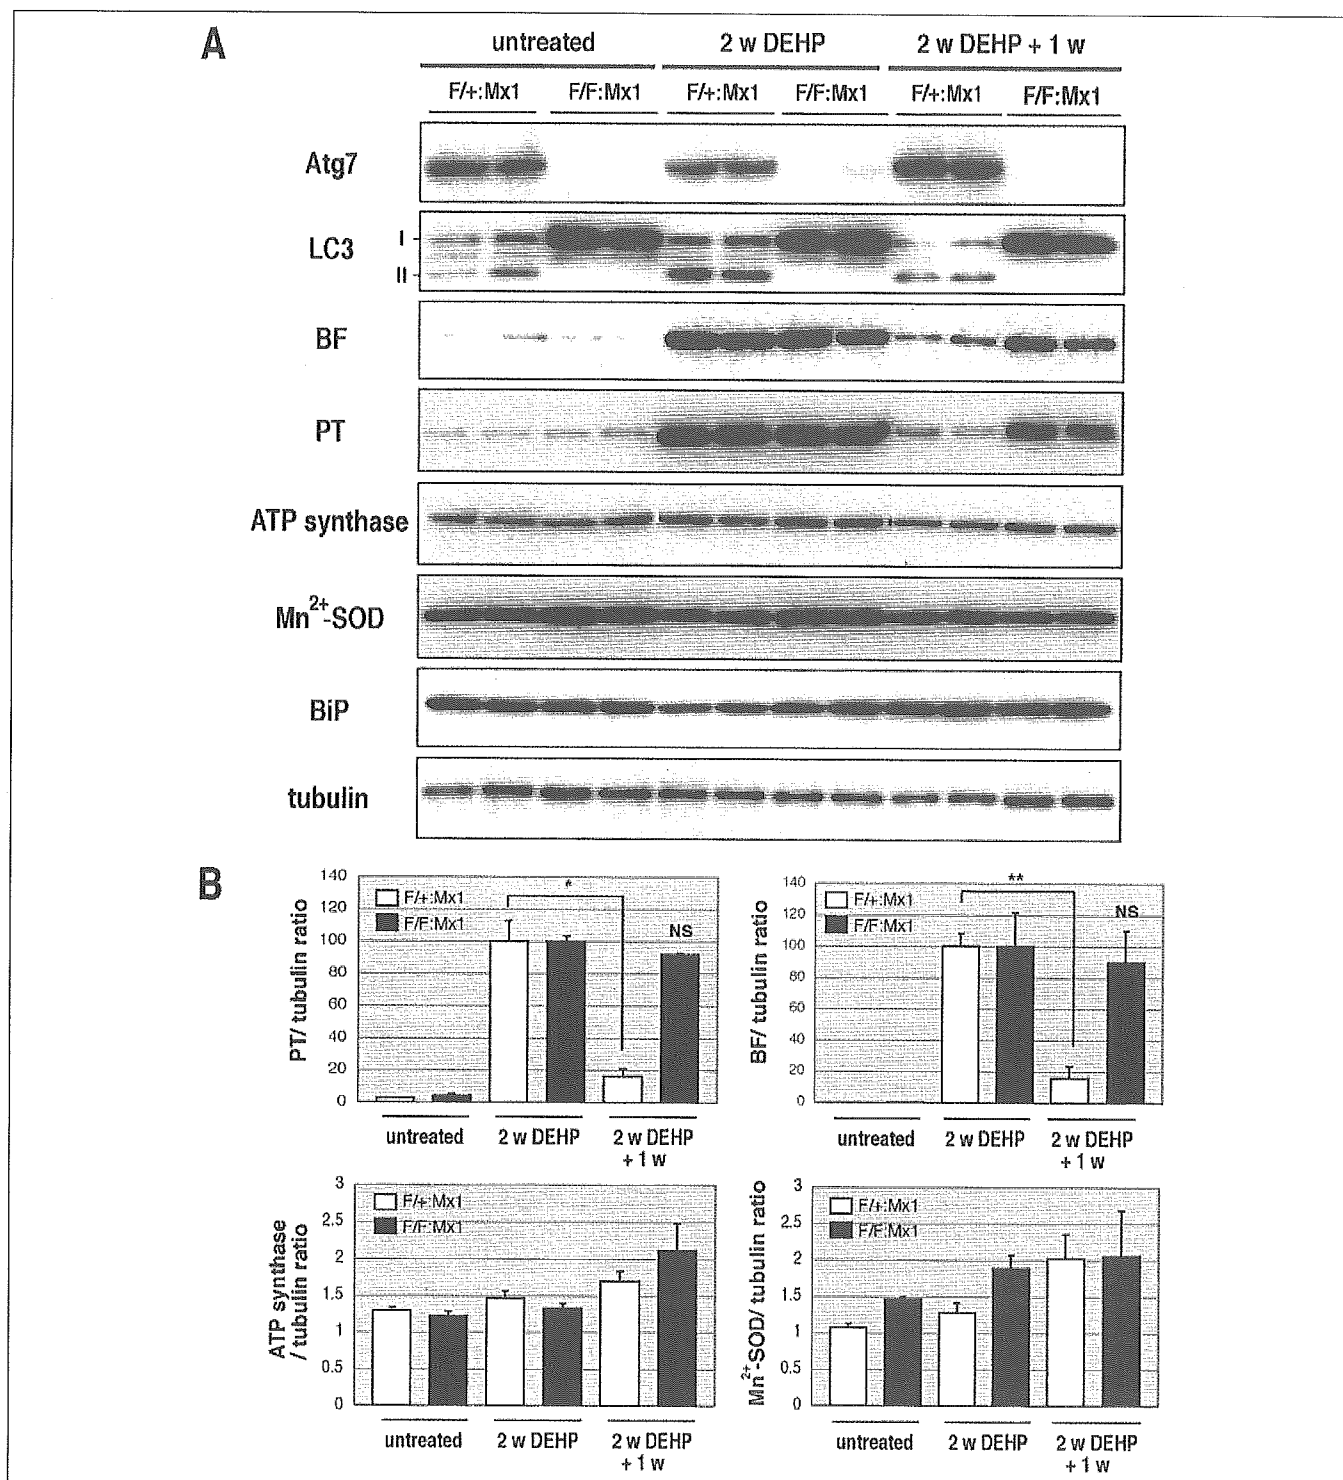 A
untreated 2 w DEHP 2 w DEHP + 1 w
F/+:Mx1 F/F:Mx1 F/+:Mx1 F/F:Mx1 F/+:Mx1 F/F:Mx1
Atg7
LC3
I
II
BF
PT
ATP synthase
Mn2+-SOD
BiP
tubulin
B
PT/ tubulin ratio
140
120
100
80
60
40
20
0
F/+:Mx1
F/F:Mx1
*
NS
untreated 2 w DEHP 2 w DEHP + 1 w
BF/ tubulin ratio
140
120
100
80
60
40
20
0
F/+:Mx1
F/F:Mx1
**
NS
untreated 2 w DEHP 2 w DEHP + 1 w
ATP synthase
/ tubulin ratio
3
2.5
2
1.5
1
0.5
0
F/+:Mx1
F/F:Mx1
untreated 2 w DEHP 2 w DEHP + 1 w
Mn2+-SOD/ tubulin ratio
3
2.5
2
1.5
1
0.5
0
F/+:Mx1
F/F:Mx1
untreated 2 w DEHP 2 w DEHP + 1 w